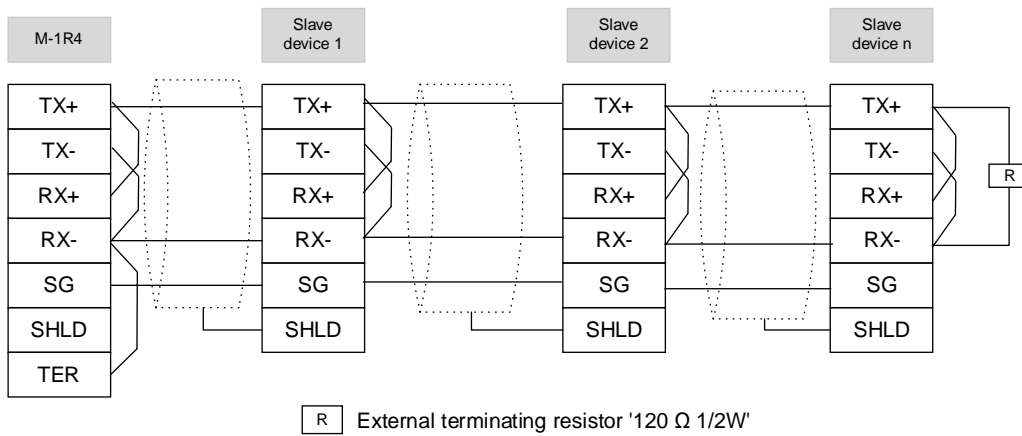 M-1R4
Slave
device 1
Slave
device 2
Slave
device n
TX+
TX-
RX+
RX-
SG
SHLD
TER
TX+
TX-
RX+
RX-
SG
SHLD
TX+
TX-
RX+
RX-
SG
SHLD
TX+
TX-
RX+
RX-
SG
SHLD
R
R External terminating resistor '120 Ω 1/2W'